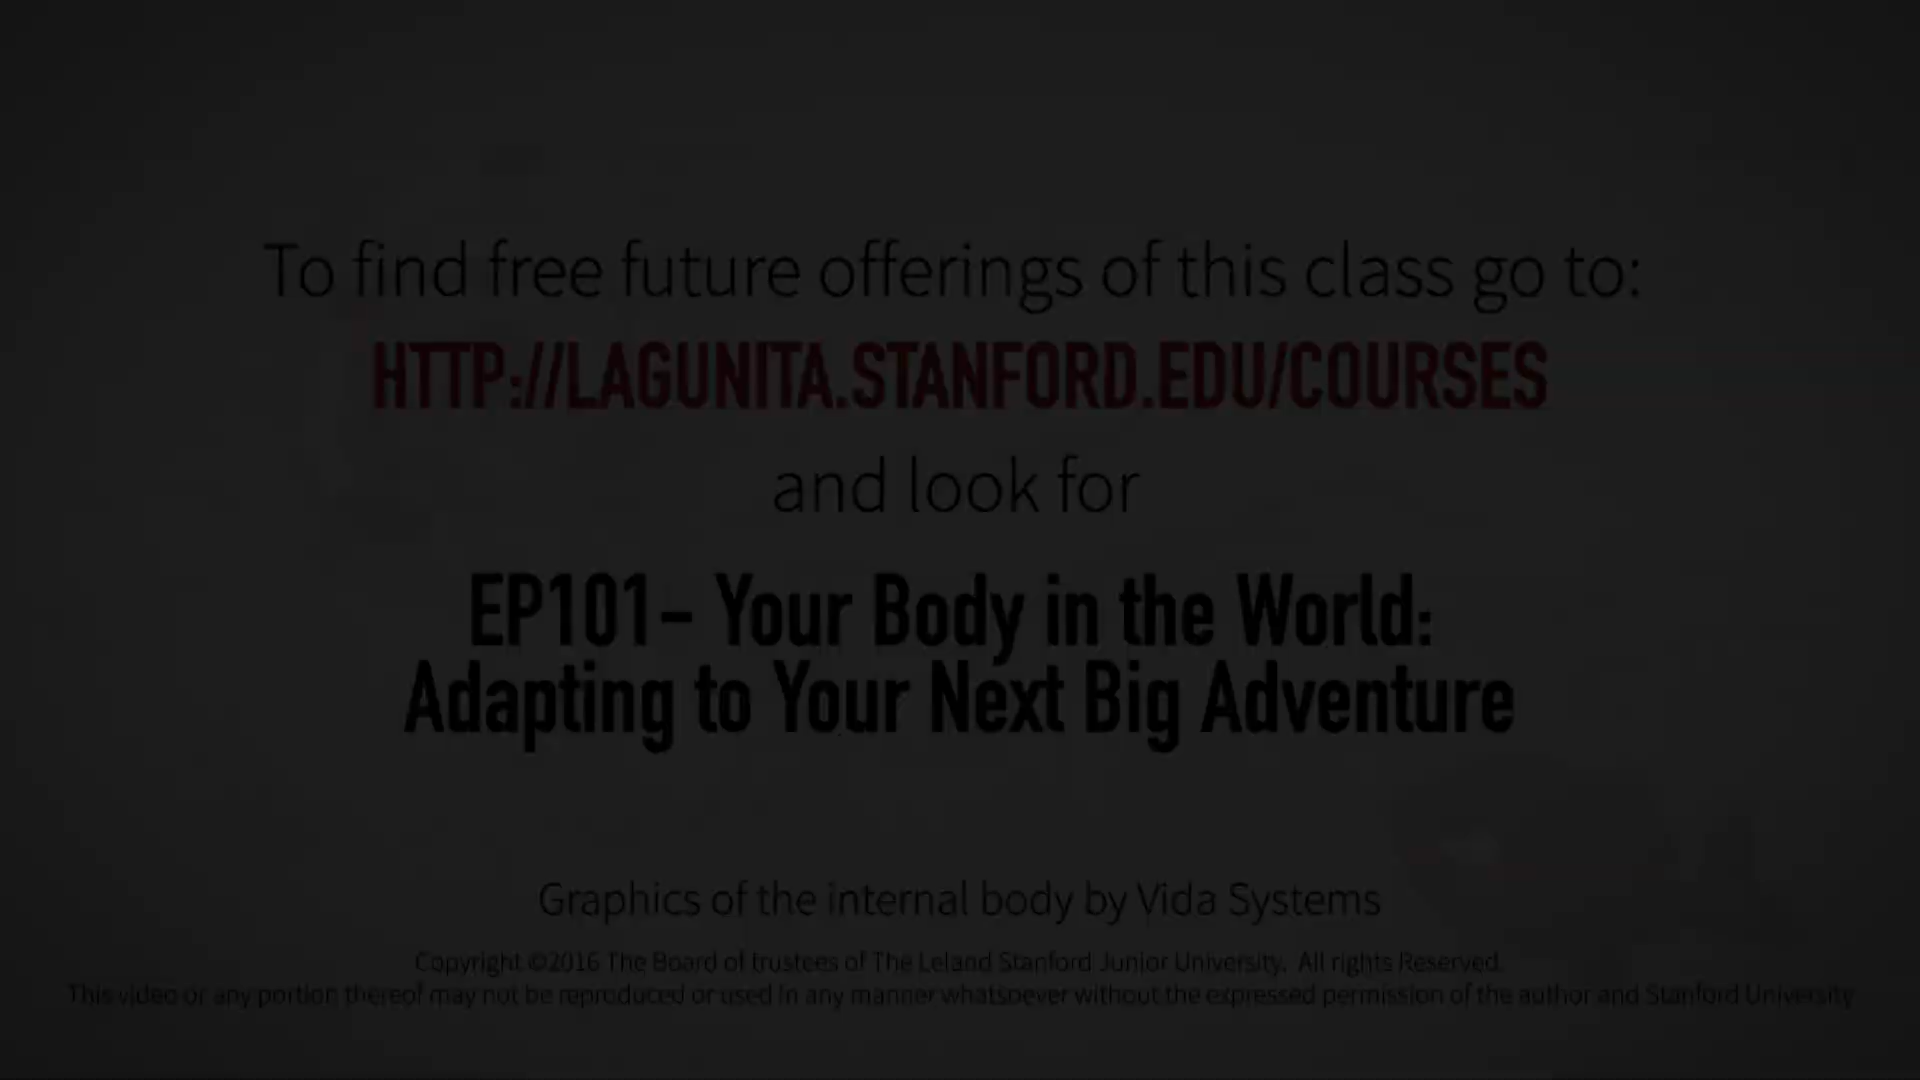 To find free future offerings of this class go to:
HTTP://LAGUNITA.STANFORD.EDU/COURSES
and look for
EP101- Your Body in the World:
Adapting to Your Next Big Adventure
Graphics of the internal body by Vida Systems
Copyright ©2016 The Board of trustees of The Leland Stanford Junior University. All rights Reserved.
This video or any portion thereof may not be reproduced or used in any manner whatsoever without the expressed permission of the author and Stanford University